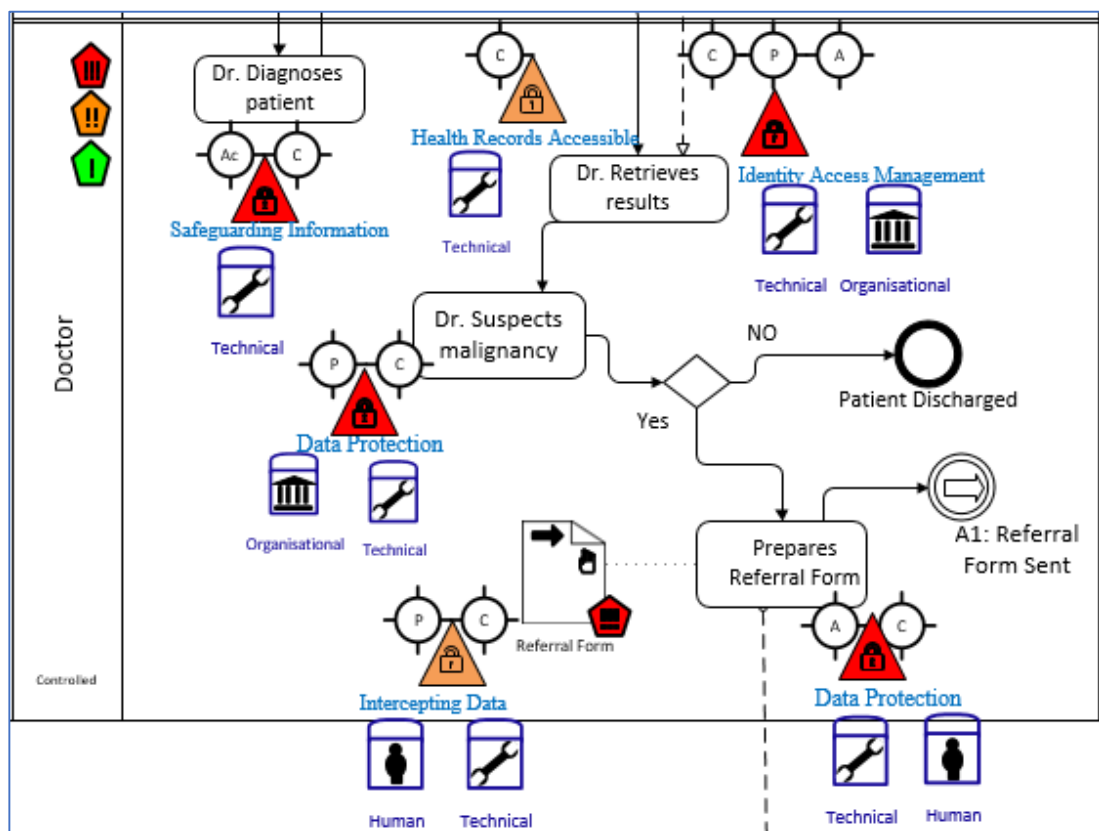 C
C
P
A
Dr. Diagnoses
patient
Ac
C
Health Records Accessible
Dr. Retrieves
results
Identity Access Management
Safeguarding Information
Technical
Technical
Organisational
Technical
Dr. Suspects
malignancy
NO
P
C
Yes
Patient Discharged
Doctor
Data Protection
Organisational
Technical
Prepares
Referral Form
A1: Referral
Form Sent
P
C
Referral Form
A
C
Controlled
Intercepting Data
Data Protection
Human
Technical
Technical
Human